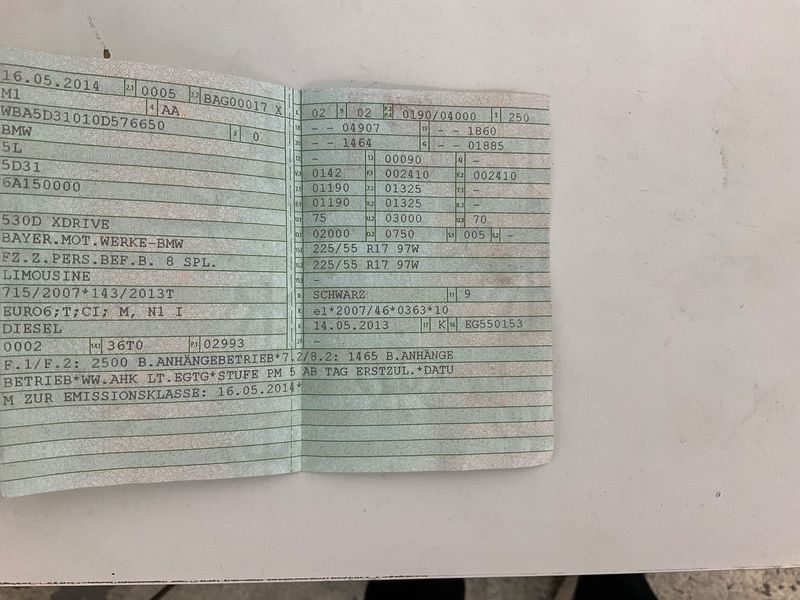 16.05.2014 2.1 0005 2.2 BAG00017 X
M1 4 AA
WBA5D31010D576650 3 0
BMW
5L
5D31
6A150000
530D XDRIVE
BAYER.MOT.WERKE-BMW
FZ.Z.PERS.BEF.B. 8 SPL.
LIMOUSINE
715/2007*143/2013T
EURO6;T;CI; M, N1 I
DIESEL
0002 14.1 36T0 P.1 02993
02 9 02 P.2 P.4 0190/04000 T 250
18 - - 04907 19 - - 1860
20 - - 1464 G - - 01885
- 13 00090 Q -
0142 F.1 002410 F.2 002410
01190 7.2 01325 7.3 -
01190 8.2 01325 8.3 -
75 U.2 03000 U.3 70
02000 O.2 0750 S.1 005 S.2 -
225/55 R17 97W
225/55 R17 97W
-
R SCHWARZ 11 9
K e1*2007/46*0363*10
6 14.05.2013 17 K 16 EG550153
21 -
F.1/F.2: 2500 B.ANHÄNGEBETRIEB*7.2/8.2: 1465 B.ANHÄNGE
BETRIEB*WW.AHK LT.EGTG*STUFE PM 5 AB TAG ERSTZUL.*DATU
M ZUR EMISSIONSKLASSE: 16.05.2014*